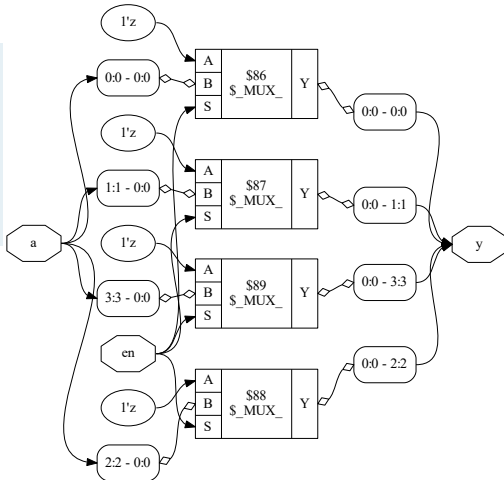 1'z
0:0 - 0:0
A
B
S
$86
$_MUX_
Y
0:0 - 0:0
1'z
1:1 - 0:0
A
B
S
$87
$_MUX_
Y
0:0 - 1:1
a
y
1'z
3:3 - 0:0
A
B
S
$89
$_MUX_
Y
0:0 - 3:3
en
1'z
2:2 - 0:0
A
B
S
$88
$_MUX_
Y
0:0 - 2:2